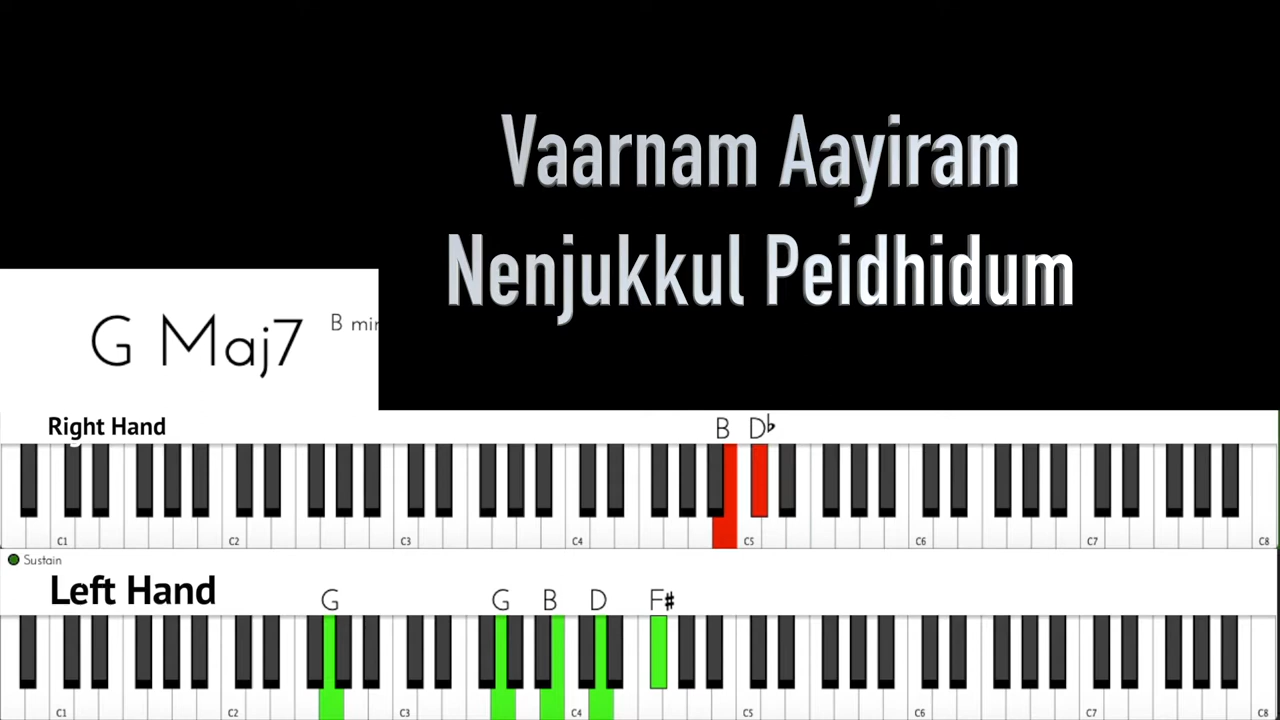 Vaarnam Aayiram
Nenjukkul Peidhidum
G Maj7
B min
Right Hand
B D♭
C1 C2 C3 C4 C5 C6 C7 C8
Sustain
Left Hand
G G B D F♯
C1 C2 C3 C4 C5 C6 C7 C8